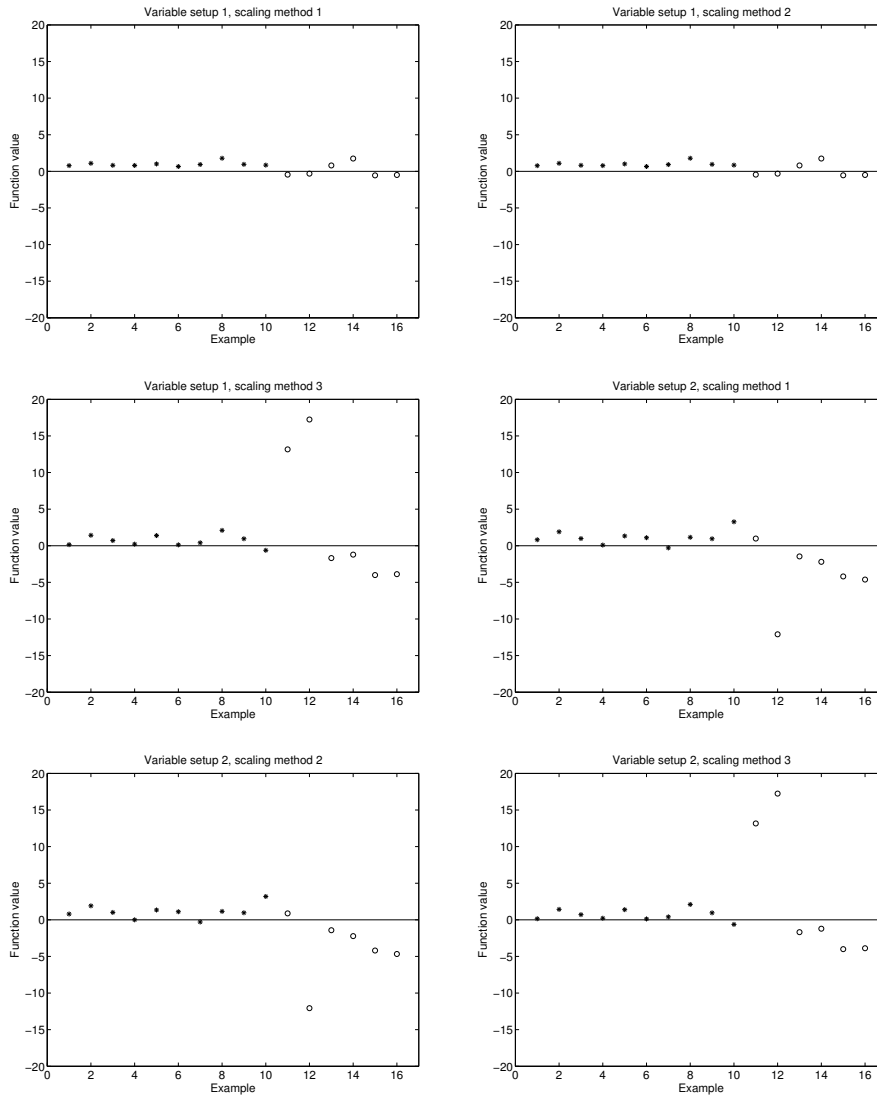 Variable setup 1, scaling method 1
20
15
10
5
0
−5
−10
−15
−20
Function value
0 2 4 6 8 10 12 14 16
Example
Variable setup 1, scaling method 2
20
15
10
5
0
−5
−10
−15
−20
Function value
0 2 4 6 8 10 12 14 16
Example
Variable setup 1, scaling method 3
20
15
10
5
0
−5
−10
−15
−20
Function value
0 2 4 6 8 10 12 14 16
Example
Variable setup 2, scaling method 1
20
15
10
5
0
−5
−10
−15
−20
Function value
0 2 4 6 8 10 12 14 16
Example
Variable setup 2, scaling method 2
20
15
10
5
0
−5
−10
−15
−20
Function value
0 2 4 6 8 10 12 14 16
Example
Variable setup 2, scaling method 3
20
15
10
5
0
−5
−10
−15
−20
Function value
0 2 4 6 8 10 12 14 16
Example